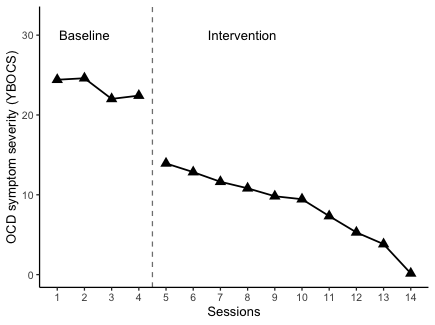 Baseline
Intervention
OCD symptom severity (YBOCS)
30
20
10
0
1 2 3 4 5 6 7 8 9 10 11 12 13 14
Sessions